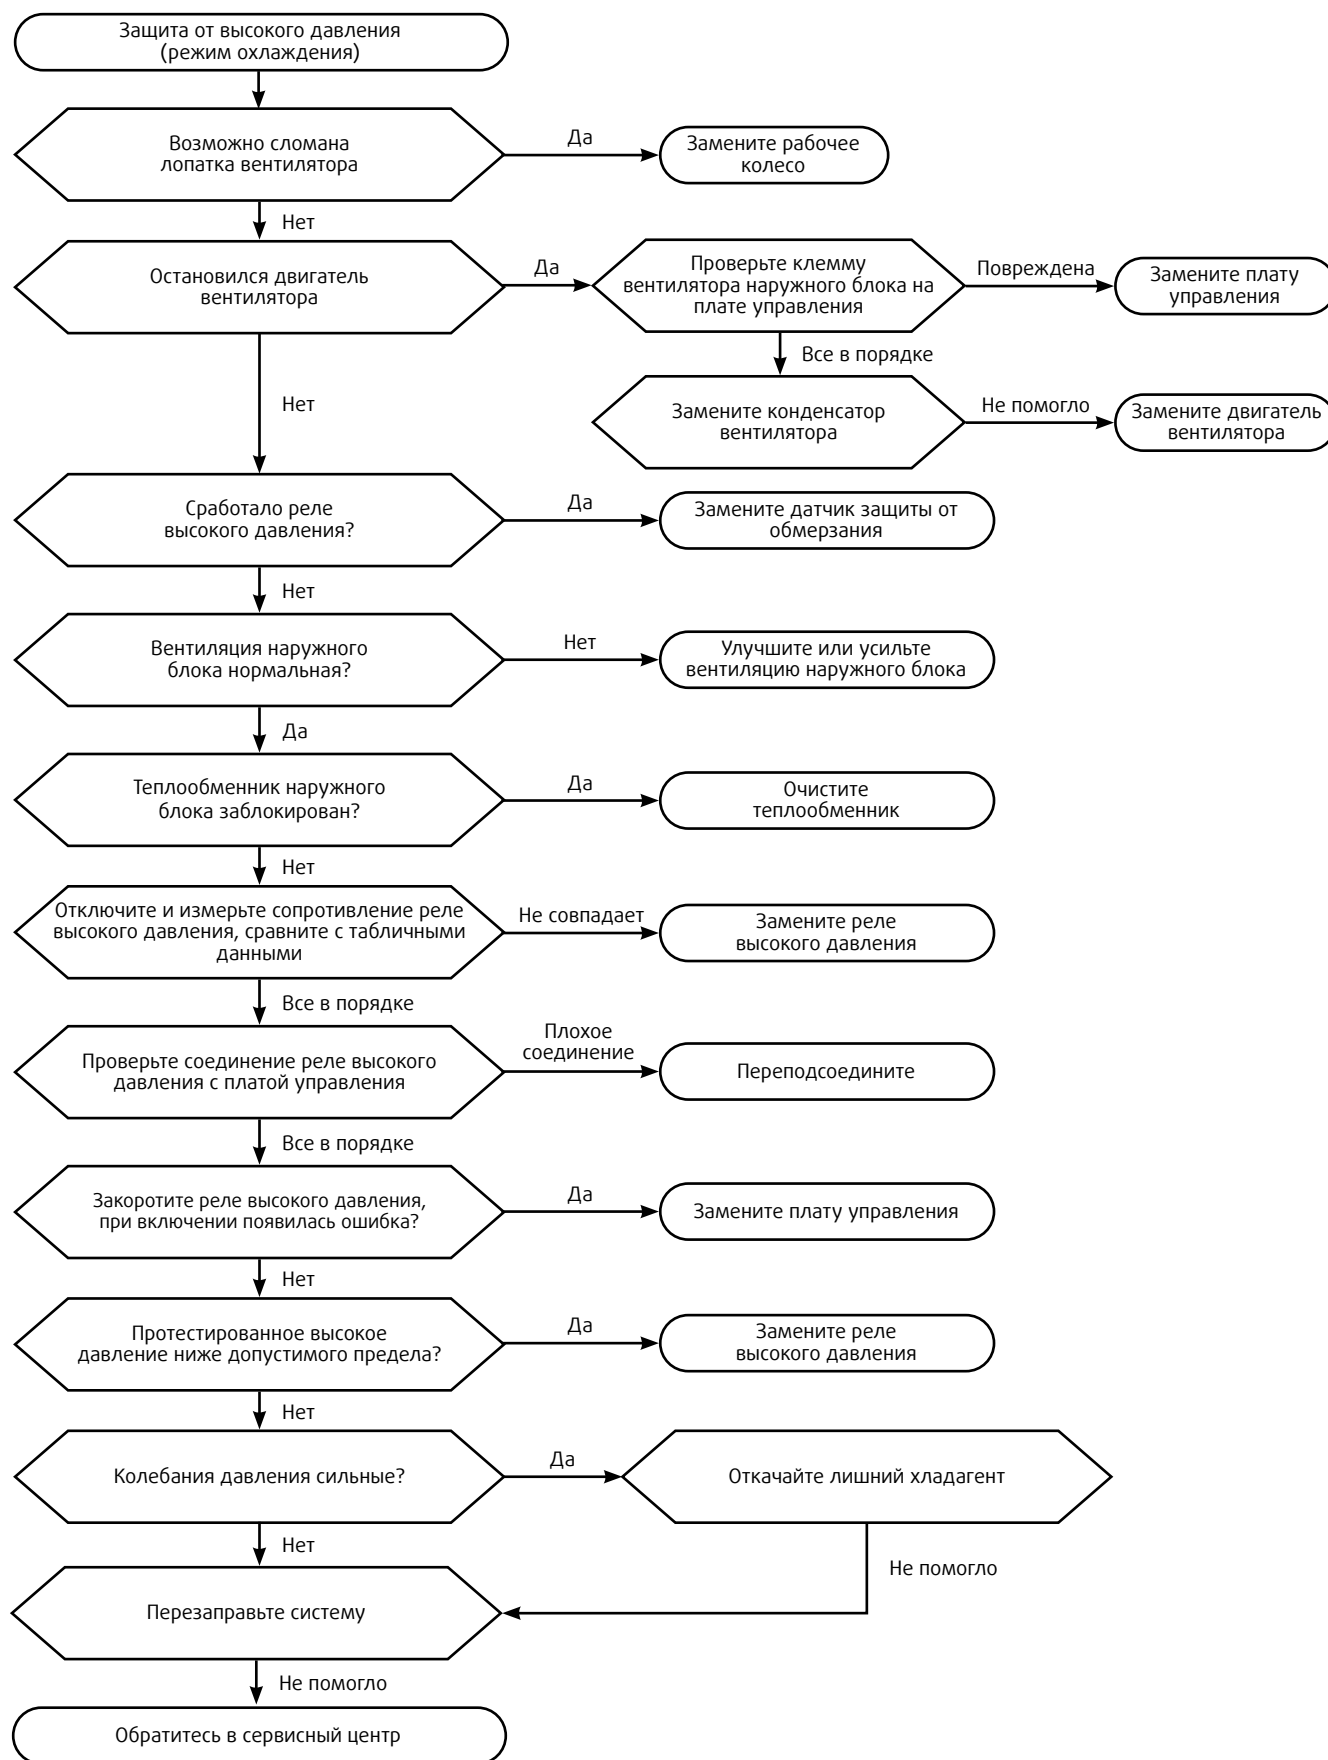 Защита от высокого давления
(режим охлаждения)
Возможно сломана
лопатка вентилятора
Да
Замените рабочее
колесо
Нет
Остановился двигатель
вентилятора
Да
Проверьте клемму
вентилятора наружного блока на
плате управления
Повреждена
Замените плату
управления
Все в порядке
Нет
Замените конденсатор
вентилятора
Не помогло
Замените двигатель
вентилятора
Сработало реле
высокого давления?
Да
Замените датчик защиты от
обмерзания
Нет
Вентиляция наружного
блока нормальная?
Нет
Улучшите или усильте
вентиляцию наружного блока
Да
Теплообменник наружного
блока заблокирован?
Да
Очистите
теплообменник
Нет
Отключите и измерьте сопротивление реле
высокого давления, сравните с табличными
данными
Не совпадает
Замените реле
высокого давления
Все в порядке
Проверьте соединение реле высокого
давления с платой управления
Плохое
соединение
Переподсоедините
Все в порядке
Закоротите реле высокого давления,
при включении появилась ошибка?
Да
Замените плату управления
Нет
Протестированное высокое
давление ниже допустимого предела?
Да
Замените реле
высокого давления
Нет
Колебания давления сильные?
Да
Откачайте лишний хладагент
Нет
Не помогло
Перезаправьте систему
Не помогло
Обратитесь в сервисный центр